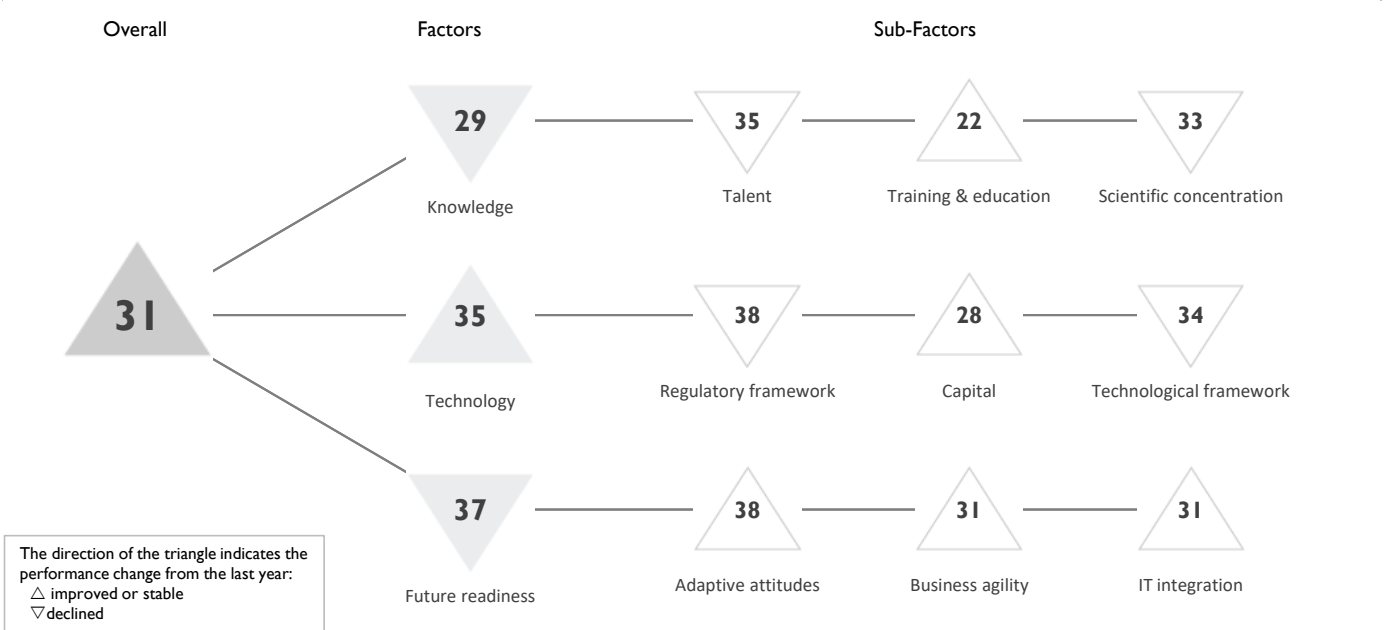 Overall
Factors
Sub-Factors
29
35
22
33
Knowledge
Talent
Training & education
Scientific concentration
31
35
38
28
34
Technology
Regulatory framework
Capital
Technological framework
37
38
31
31
Future readiness
Adaptive attitudes
Business agility
IT integration
The direction of the triangle indicates the
performance change from the last year:
△ improved or stable
▽ declined